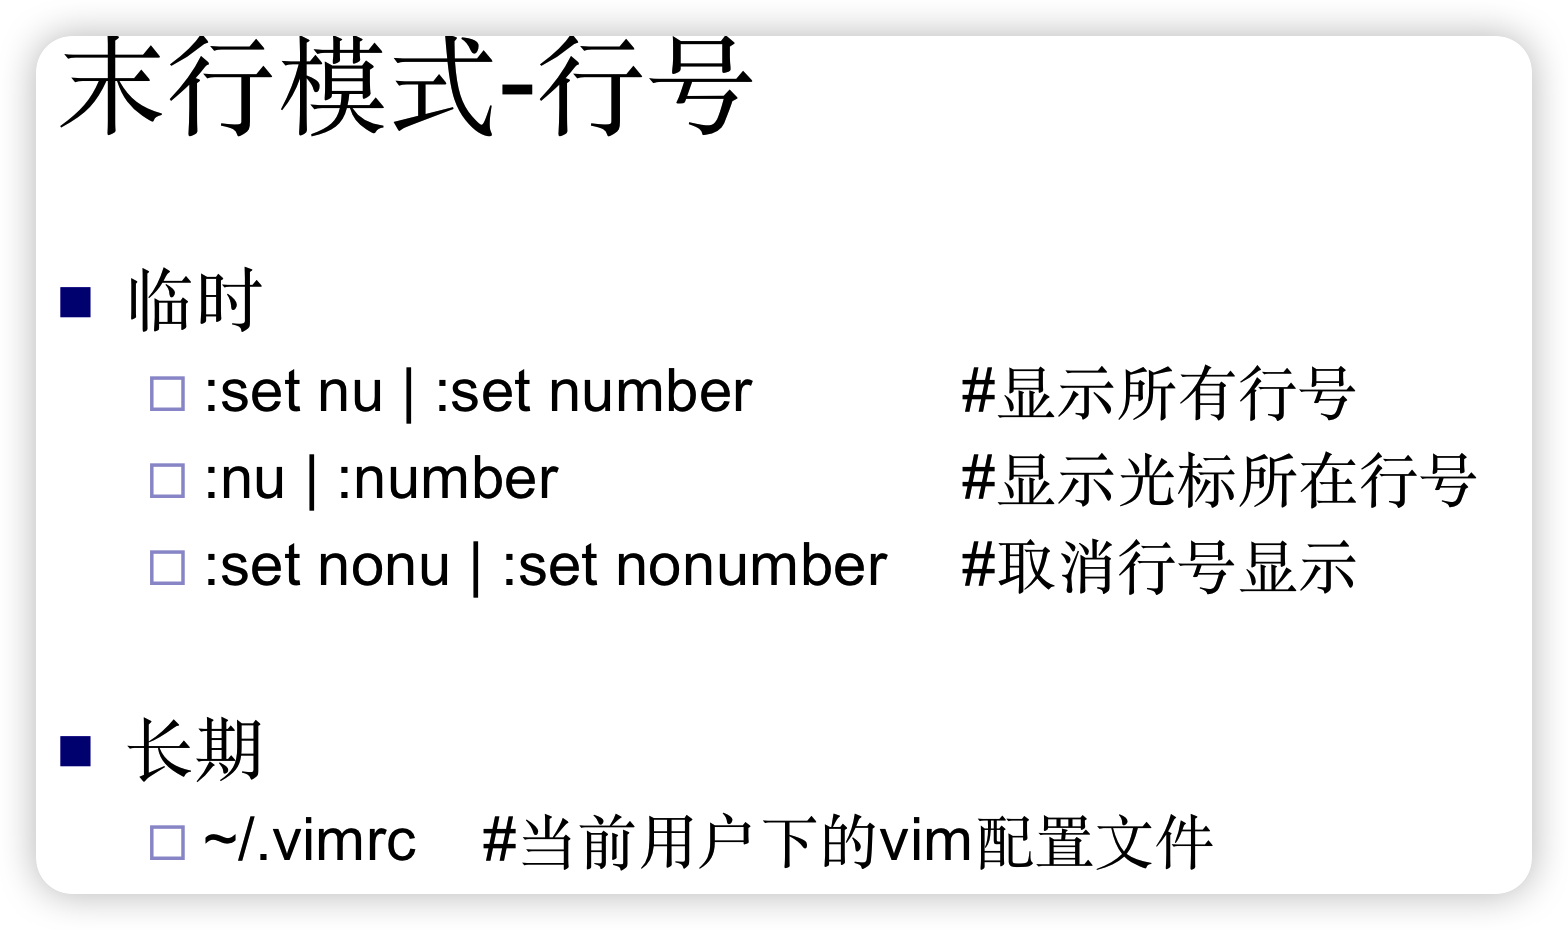 末行模式-行号
临时
:set nu | :set number #显示所有行号
:nu | :number #显示光标所在行号
:set nonu | :set nonumber #取消行号显示
长期
~/.vimrc #当前用户下的vim配置文件